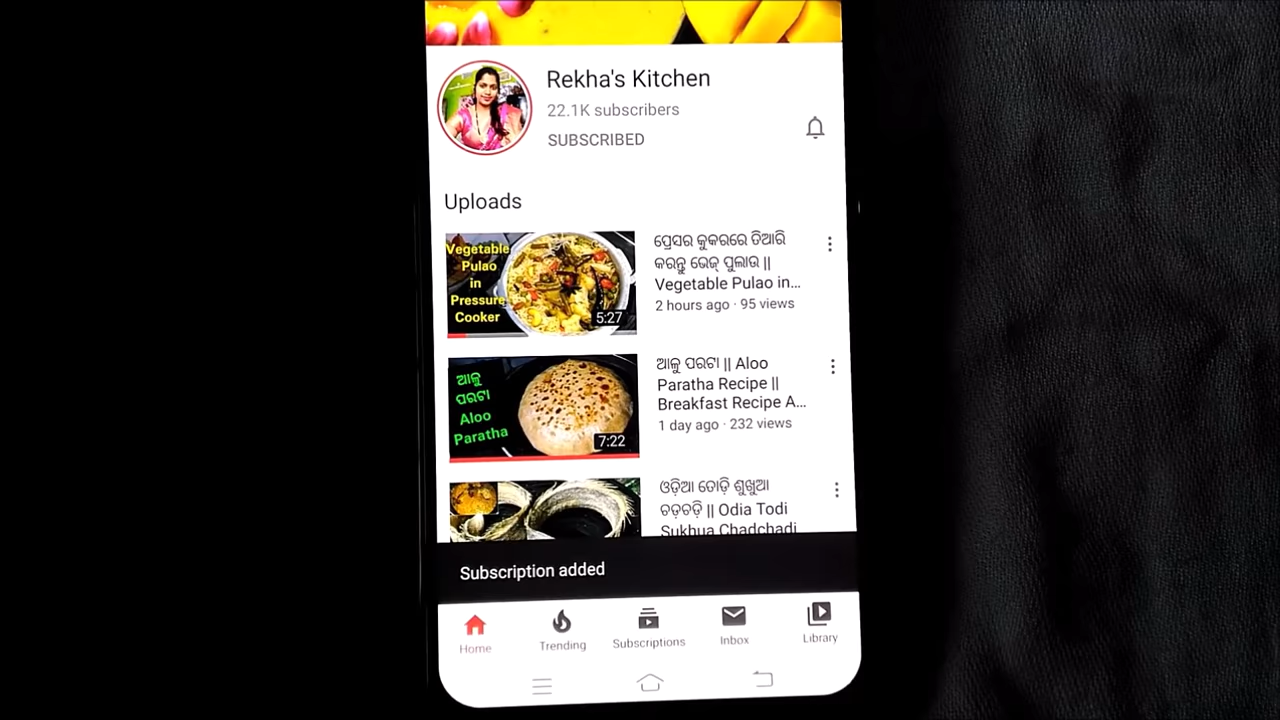 Rekha's Kitchen
22.1K subscribers
SUBSCRIBED
Uploads
Vegetable
Pulao
in
Pressure
Cooker
5:27
ପ୍ରେସର କୁକରରେ ତିଆରି
କରନ୍ତୁ ଭେଜ୍ ପୁଲାଉ ||
Vegetable Pulao in...
2 hours ago · 95 views
ଆଳୁ
ପରଟା
Aloo
Paratha
7:22
ଆଳୁ ପରଟା || Aloo
Paratha Recipe ||
Breakfast Recipe A...
1 day ago · 232 views
ଓଡ଼ିଆ ତୋଡ଼ି ଶୁଖୁଆ
ଚଡ଼ଚଡ଼ି || Odia Todi
Sukhua Chadchadi
Subscription added
Home
Trending
Subscriptions
Inbox
Library